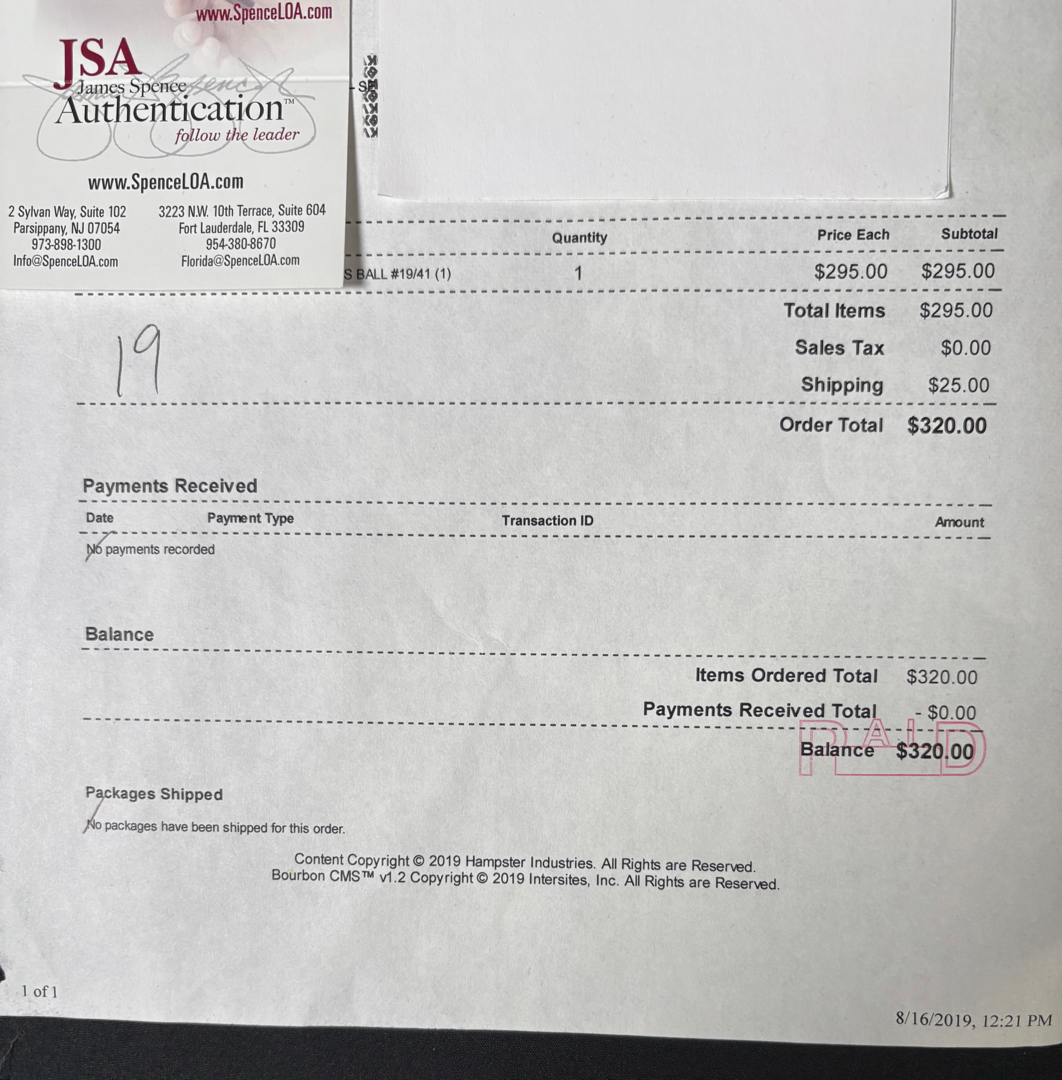 www.SpenceLOA.com
JSA
James Spence
Authentication™
follow the leader
www.SpenceLOA.com
2 Sylvan Way, Suite 102
Parsippany, NJ 07054
973-898-1300
Info@SpenceLOA.com
3223 N.W. 10th Terrace, Suite 604
Fort Lauderdale, FL 33309
954-380-8670
Florida@SpenceLOA.com
Quantity Price Each Subtotal
BALL #19/41 (1) 1 $295.00 $295.00
Total Items $295.00
Sales Tax $0.00
Shipping $25.00
Order Total $320.00
19
Payments Received
Date Payment Type Transaction ID Amount
No payments recorded
Balance
Items Ordered Total $320.00
Payments Received Total - $0.00
PAID
Balance $320.00
Packages Shipped
No packages have been shipped for this order.
Content Copyright © 2019 Hampster Industries. All Rights are Reserved.
Bourbon CMS™ v1.2 Copyright © 2019 Intersites, Inc. All Rights are Reserved.
1 of 1
8/16/2019, 12:21 PM